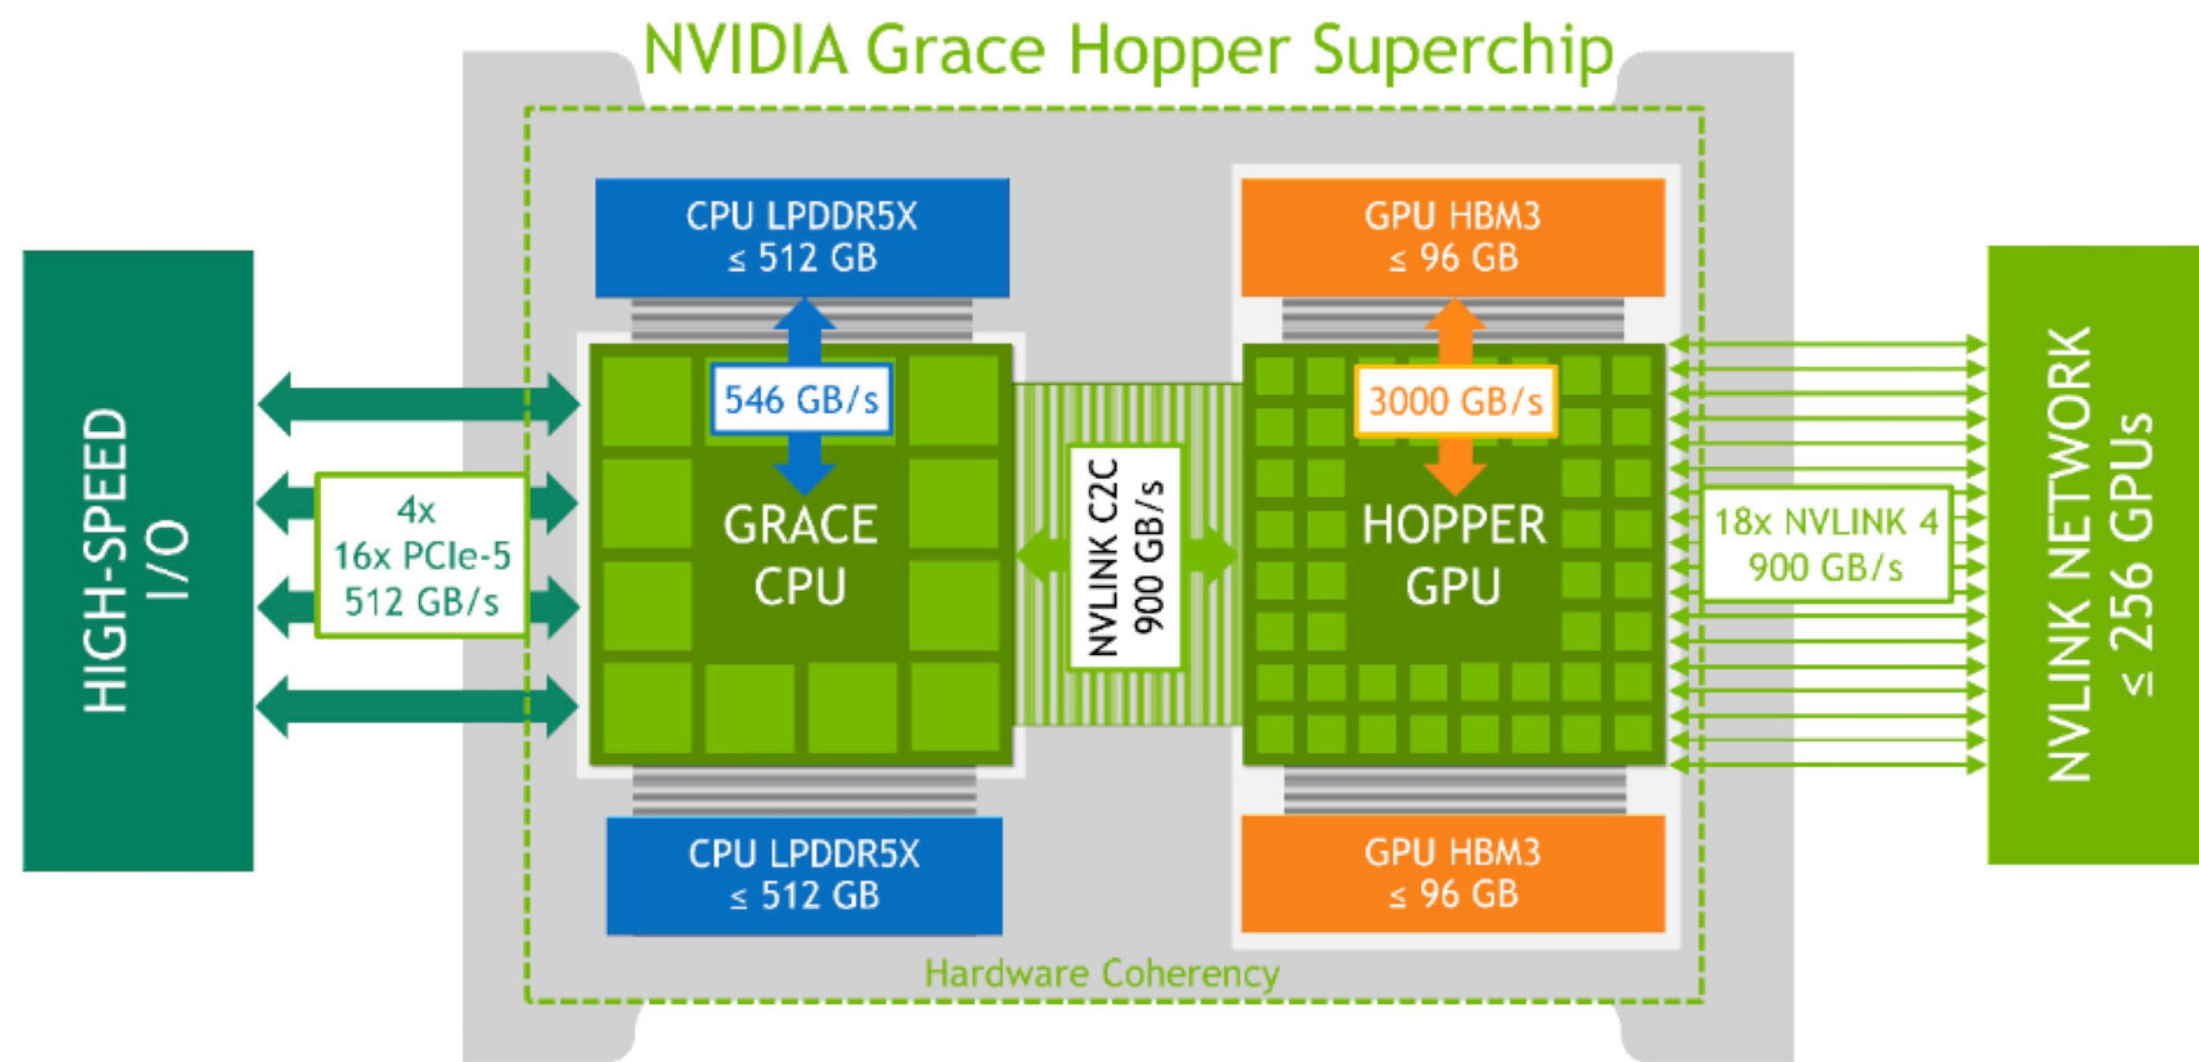 NVIDIA Grace Hopper Superchip
CPU LPDDR5X
≤ 512 GB
GPU HBM3
≤ 96 GB
546 GB/s
3000 GB/s
HIGH-SPEED
I/O
4x
16x PCIe-5
512 GB/s
GRACE
CPU
NVLINK C2C
900 GB/s
HOPPER
GPU
18x NVLINK 4
900 GB/s
NVLINK NETWORK
≤ 256 GPUs
CPU LPDDR5X
≤ 512 GB
GPU HBM3
≤ 96 GB
Hardware Coherency